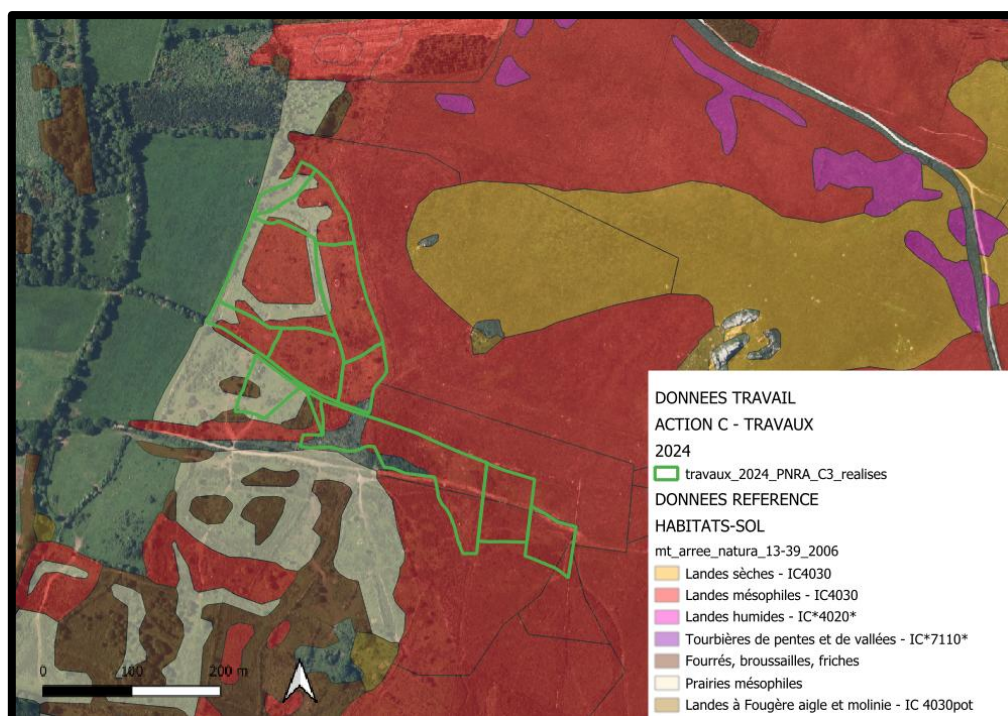 DONNEES TRAVAIL
ACTION C - TRAVAUX
2024
travaux_2024_PNRA_C3_realises
DONNEES REFERENCE
HABITATS-SOL
mt_arree_natura_13-39_2006
Landes sèches - IC4030
Landes mésophiles - IC4030
Landes humides - IC*4020*
Tourbières de pentes et de vallées - IC*7110*
Fourrés, broussailles, friches
Prairies mésophiles
Landes à Fougère aigle et molinie - IC 4030pot
0 100 200 m